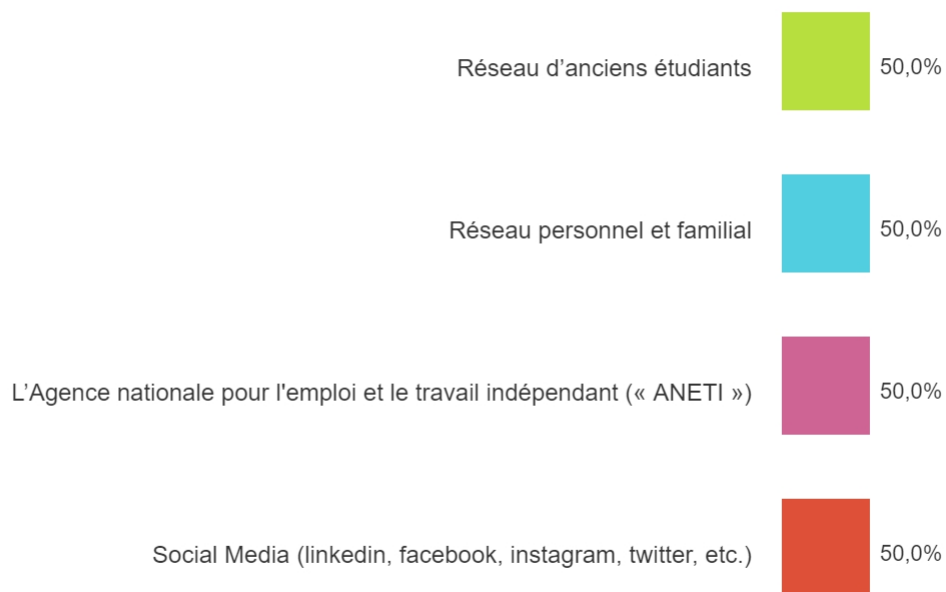 Réseau d’anciens étudiants 50,0%
Réseau personnel et familial 50,0%
L’Agence nationale pour l'emploi et le travail indépendant (« ANETI ») 50,0%
Social Media (linkedin, facebook, instagram, twitter, etc.) 50,0%